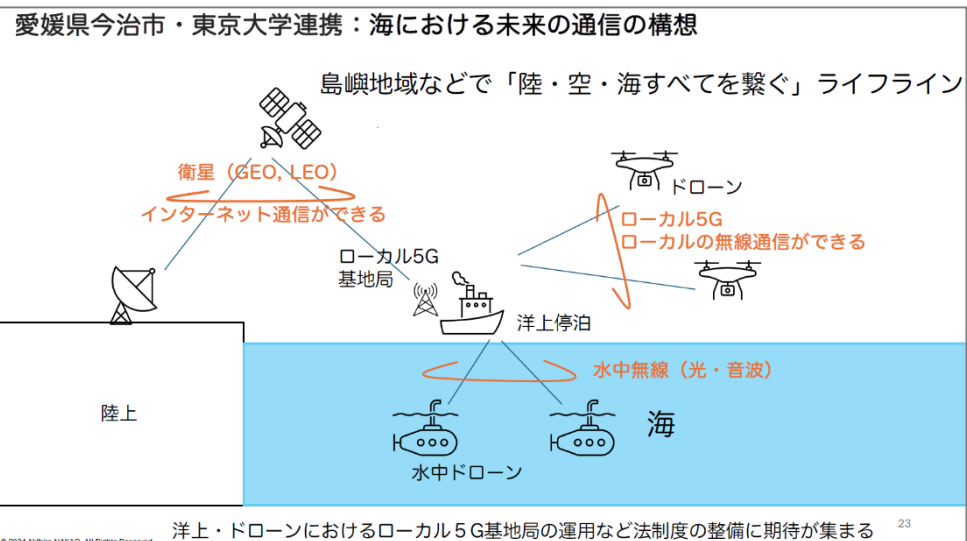 愛媛県今治市・東京大学連携：海における未来の通信の構想
島嶼地域などで「陸・空・海すべてを繋ぐ」ライフライン
衛星（GEO, LEO）
インターネット通信ができる
ドローン
ローカル5G
ローカルの無線通信ができる
ローカル5G
基地局
洋上停泊
水中無線（光・音波）
陸上
海
水中ドローン
洋上・ドローンにおけるローカル５G基地局の運用など法制度の整備に期待が集まる
23
© 2024 Akihiro NAKAO, All Rights Reserved